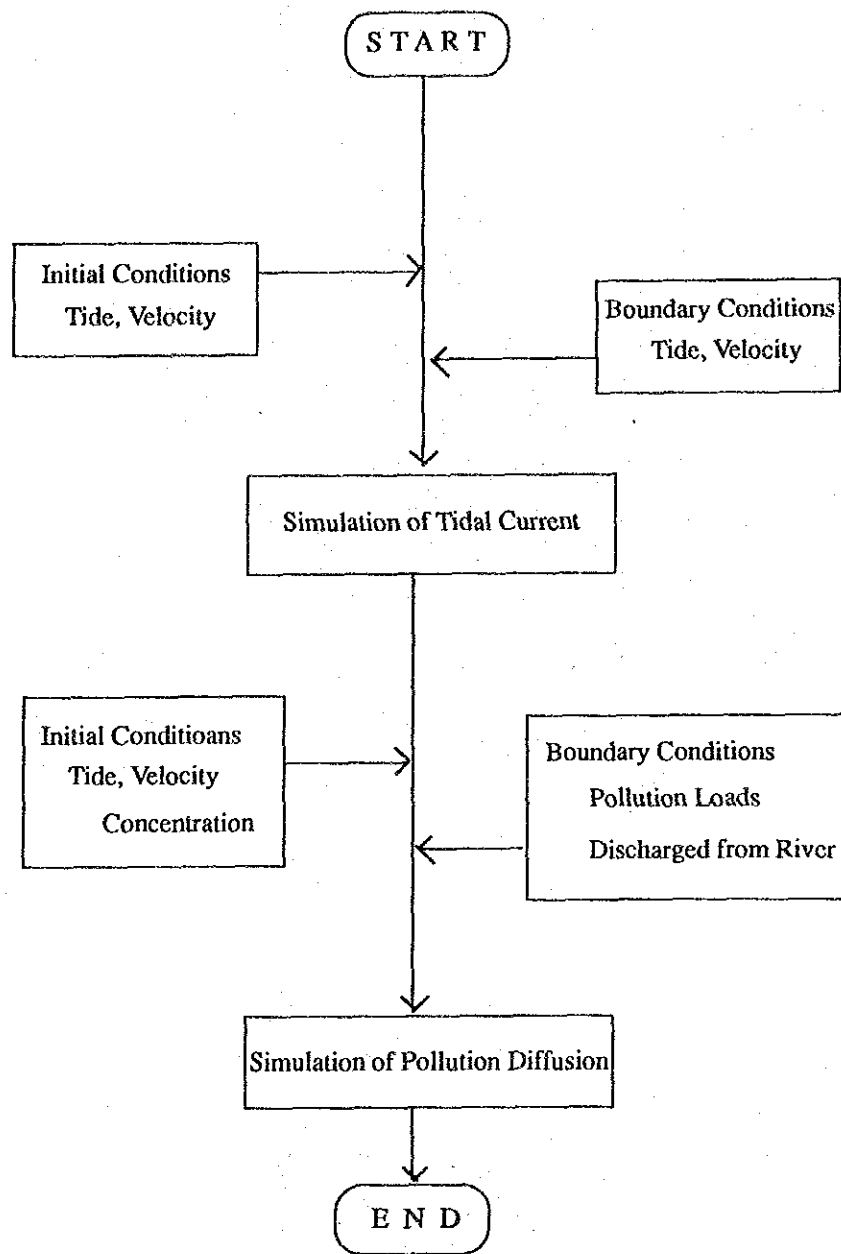 START
Initial Conditions
Tide, Velocity
Boundary Conditions
Tide, Velocity
Simulation of Tidal Current
Initial Conditioans
Tide, Velocity
Concentration
Boundary Conditions
Pollution Loads
Discharged from River
Simulation of Pollution Diffusion
END